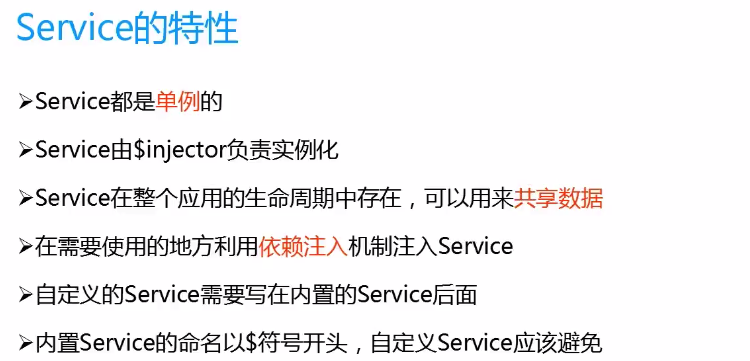 Service的特性
➢Service都是单例的
➢Service由$injector负责实例化
➢Service在整个应用的生命周期中存在，可以用来共享数据
➢在需要使用的地方利用依赖注入机制注入Service
➢自定义的Service需要写在内置的Service后面
➢内置Service的命名以$符号开头，自定义Service应该避免